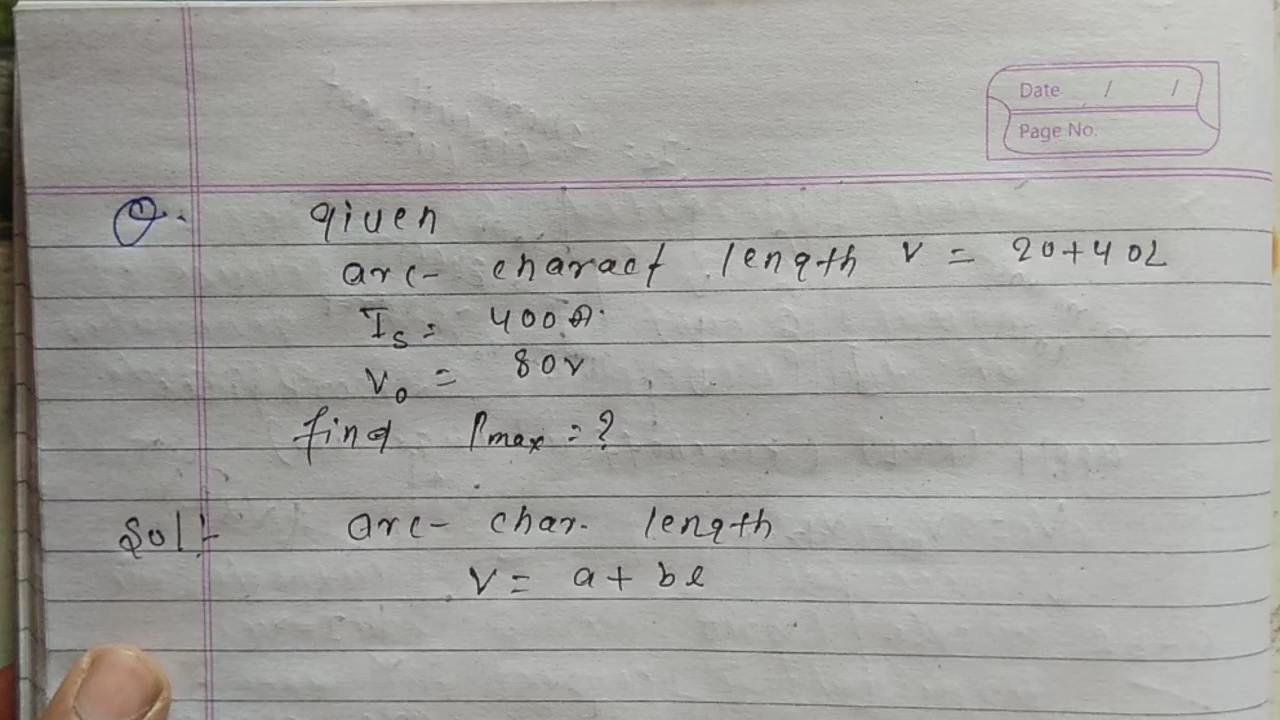 Date / /
Page No.
Q. given
arc- charact length V = 20+40L
Is = 400A.
V0 = 80V
find Pmax = ?
Sol:- arc- char. length
V = a + bl